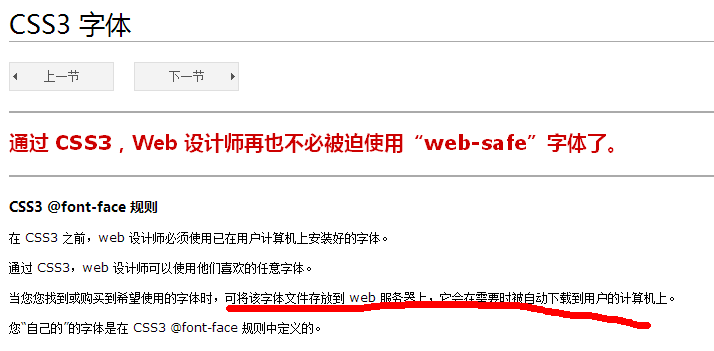 CSS3 字体
上一节
下一节
通过 CSS3，Web 设计师再也不必被迫使用“web-safe”字体了。
CSS3 @font-face 规则
在 CSS3 之前，web 设计师必须使用已在用户计算机上安装好的字体。
通过 CSS3，web 设计师可以使用他们喜欢的任意字体。
当您您找到或购买到希望使用的字体时，可将该字体文件存放到 web 服务器上，它会在需要时被自动下载到用户的计算机上。
您“自己的”的字体是在 CSS3 @font-face 规则中定义的。